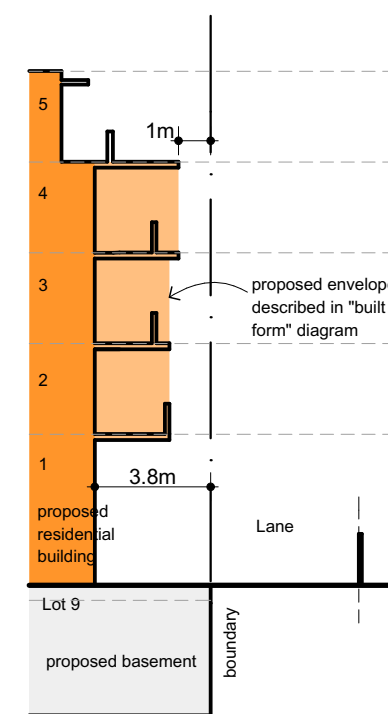 5
1m
4
3
proposed envelope
described in "built
form" diagram
2
1
3.8m
proposed
residential
building
Lane
Lot 9
proposed basement
boundary